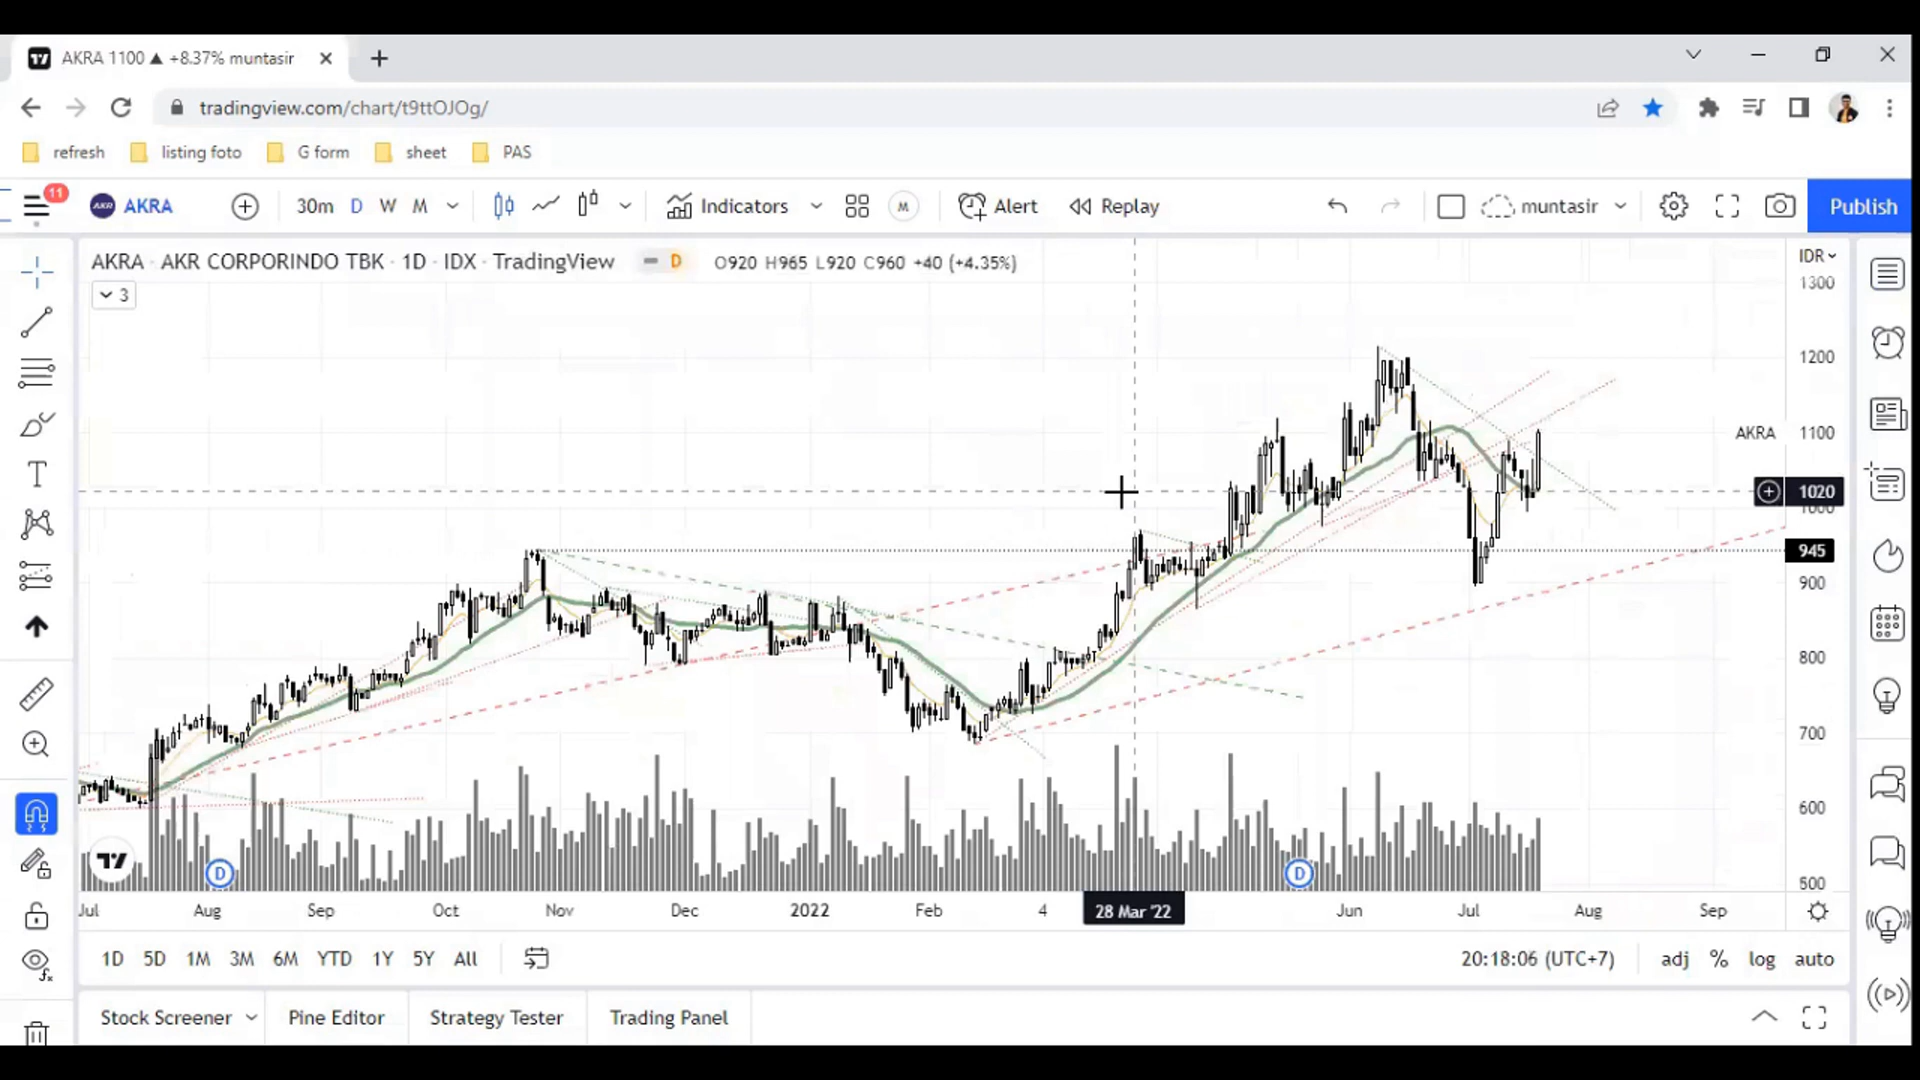 AKRA 1100 ▲ +8.37% muntasir
tradingview.com/chart/t9ttOJOg/
refresh listing foto G form sheet PAS
11
AKRA 30m D W M Indicators M Alert Replay muntasir Publish
AKRA · AKR CORPORINDO TBK · 1D · IDX · TradingView D O920 H965 L920 C960 +40 (+4.35%)
IDR
3
1300
1200
AKRA 1100
1020
1000
945
900
800
700
600
500
D D
Jul Aug Sep Oct Nov Dec 2022 Feb 4 28 Mar '22 Jun Jul Aug Sep
1D 5D 1M 3M 6M YTD 1Y 5Y All 20:18:06 (UTC+7) adj % log auto
Stock Screener Pine Editor Strategy Tester Trading Panel